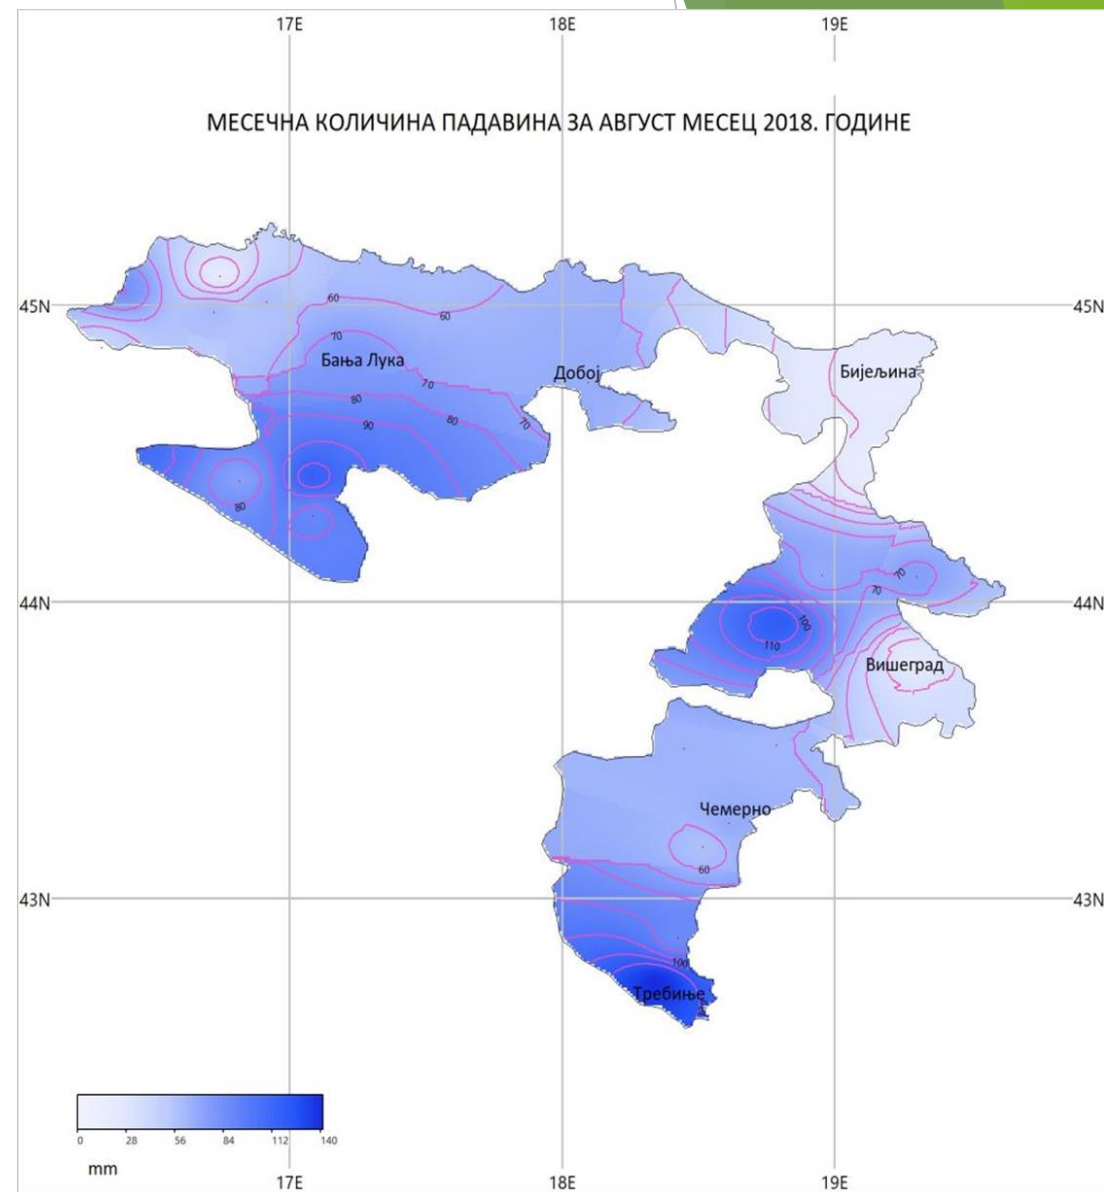 17E 18E 19E
МЕСЕЧНА КОЛИЧИНА ПАДАВИНА ЗА АВГУСТ МЕСЕЦ 2018. ГОДИНЕ
60
45N 45N
60
70
Бања Лука
Добој
Бијељина
70
80
80
70
90
80
70
70
44N 44N
100
110
Вишеград
Чемерно
60
43N 43N
100
Требиње
0 28 56 84 112 140
mm
17E 18E 19E